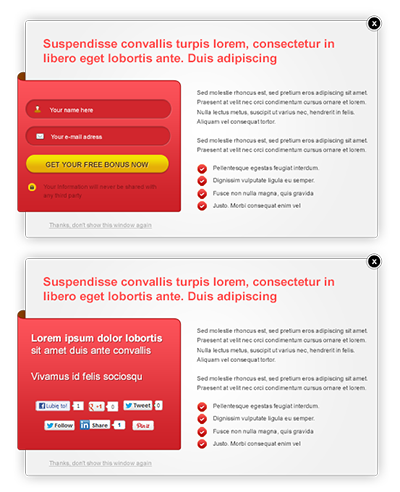 x
Suspendisse convallis turpis lorem, consectetur in
libero eget lobortis ante. Duis adipiscing
Your name here
Your e-mail adress
GET YOUR FREE BONUS NOW
Your information will never be shared with
any third party
Thanks, don't show this window again
Sed molestie rhoncus est, sed pretium eros adipiscing sit amet.
Praesent at velit nec orci condimentum cursus ornare et lorem.
Nulla lectus metus, suscipit ut varius nec, hendrerit in felis.
Aliquam vel consequat tortor.
Sed molestie rhoncus est, sed pretium eros adipiscing sit amet.
Praesent at velit nec orci condimentum cursus ornare et lorem.
Pellentesque egestas feugiat interdum.
Dignissim vulputate ligula eu semper.
Fusce non nulla magna, quis gravida
Justo. Morbi consequat enim vel
x
Suspendisse convallis turpis lorem, consectetur in
libero eget lobortis ante. Duis adipiscing
Lorem ipsum dolor lobortis
sit amet duis ante convallis
Vivamus id felis sociosqu
Lubię to! 1 +1 0 Tweet 0
Follow Share 1 Pin it
Thanks, don't show this window again
Sed molestie rhoncus est, sed pretium eros adipiscing sit amet.
Praesent at velit nec orci condimentum cursus ornare et lorem.
Nulla lectus metus, suscipit ut varius nec, hendrerit in felis.
Aliquam vel consequat tortor.
Sed molestie rhoncus est, sed pretium eros adipiscing sit amet.
Praesent at velit nec orci condimentum cursus ornare et lorem.
Pellentesque egestas feugiat interdum.
Dignissim vulputate ligula eu semper.
Fusce non nulla magna, quis gravida
Justo. Morbi consequat enim vel